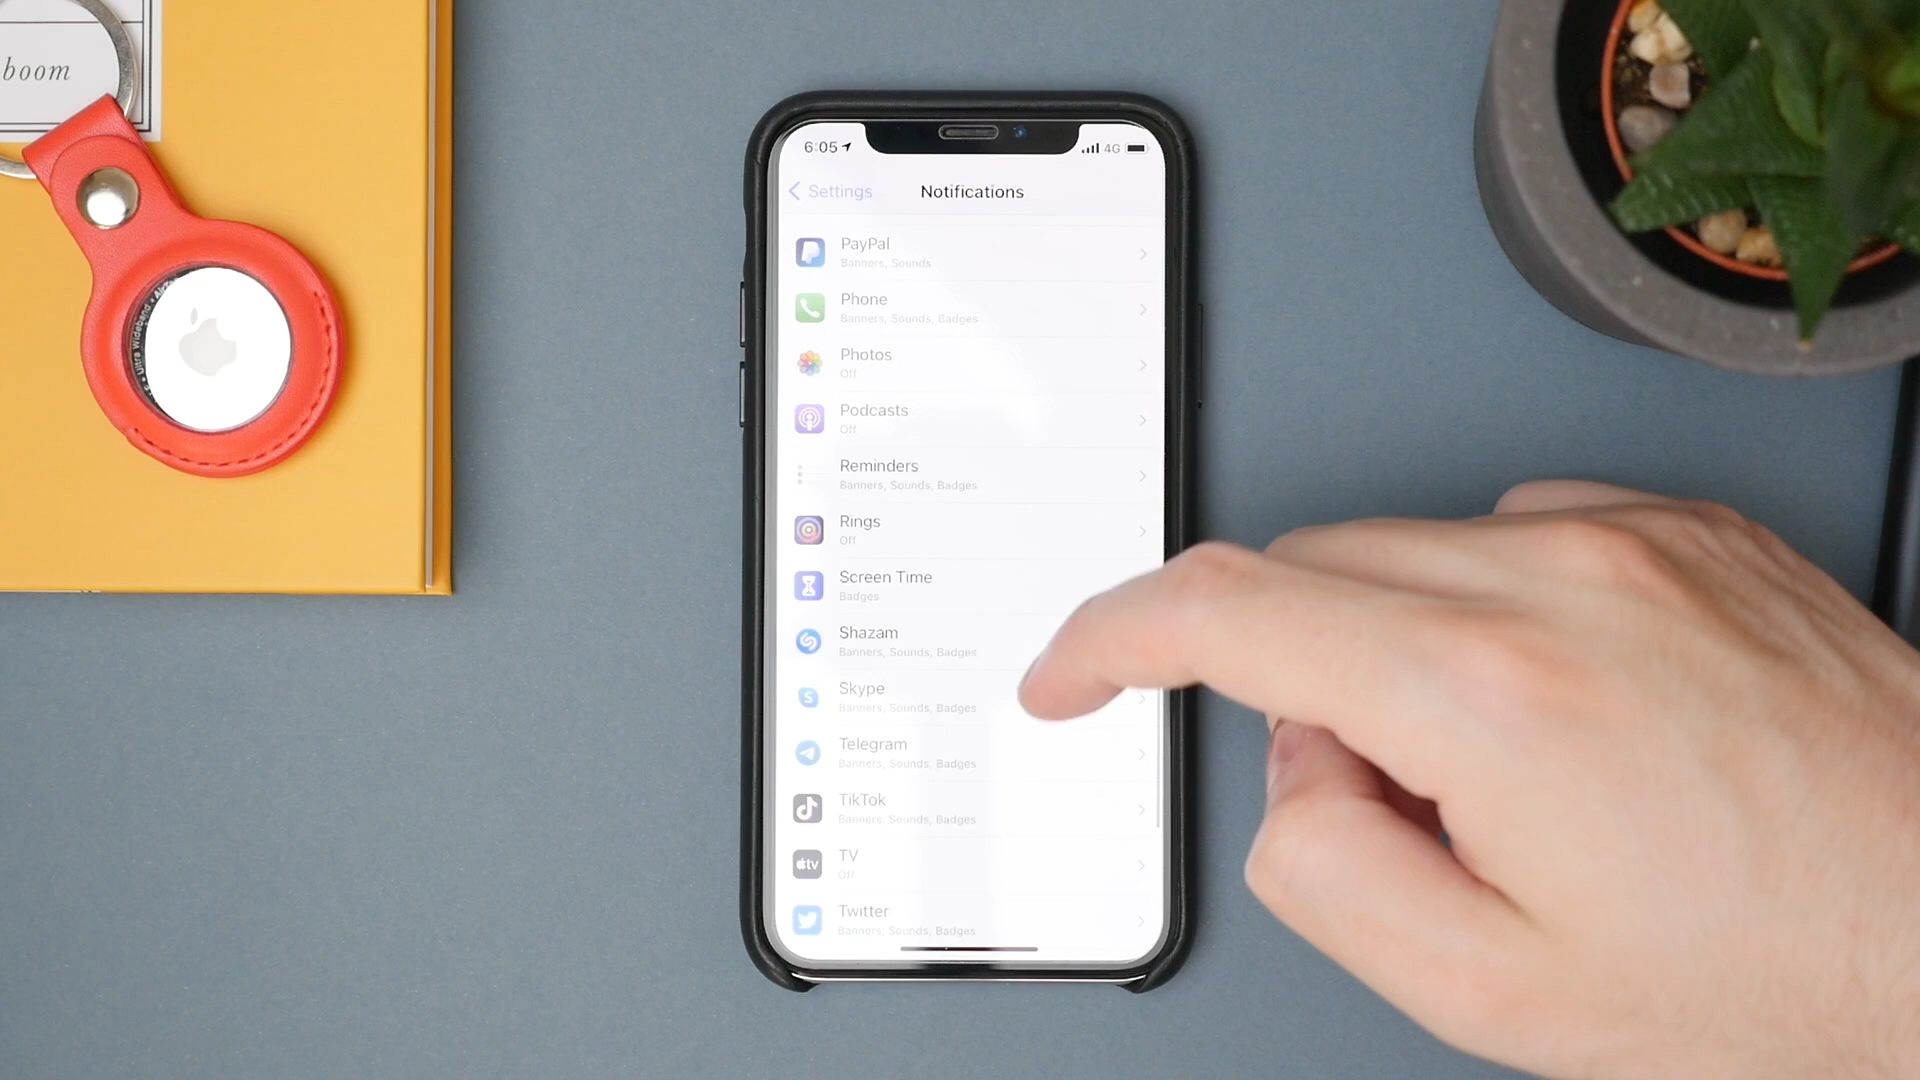 boom
Ultra Wideband
6:05
4G
Settings
Notifications
PayPal
Banners, Sounds
Phone
Banners, Sounds, Badges
Photos
Off
Podcasts
Off
Reminders
Banners, Sounds, Badges
Rings
Off
Screen Time
Badges
Shazam
Banners, Sounds, Badges
Skype
Banners, Sounds, Badges
Telegram
Banners, Sounds, Badges
TikTok
Banners, Sounds, Badges
tv
TV
Off
Twitter
Banners, Sounds, Badges